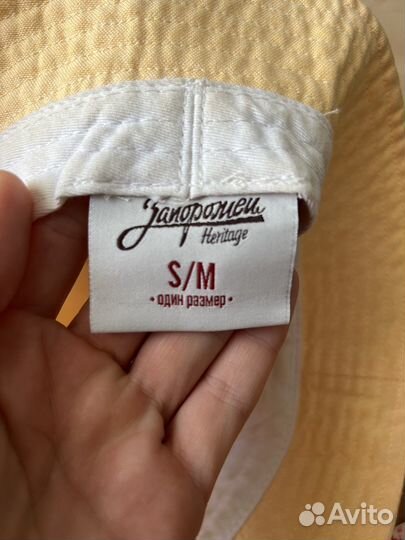 Запорожец
Heritage
S/M
• один размер •
Avito